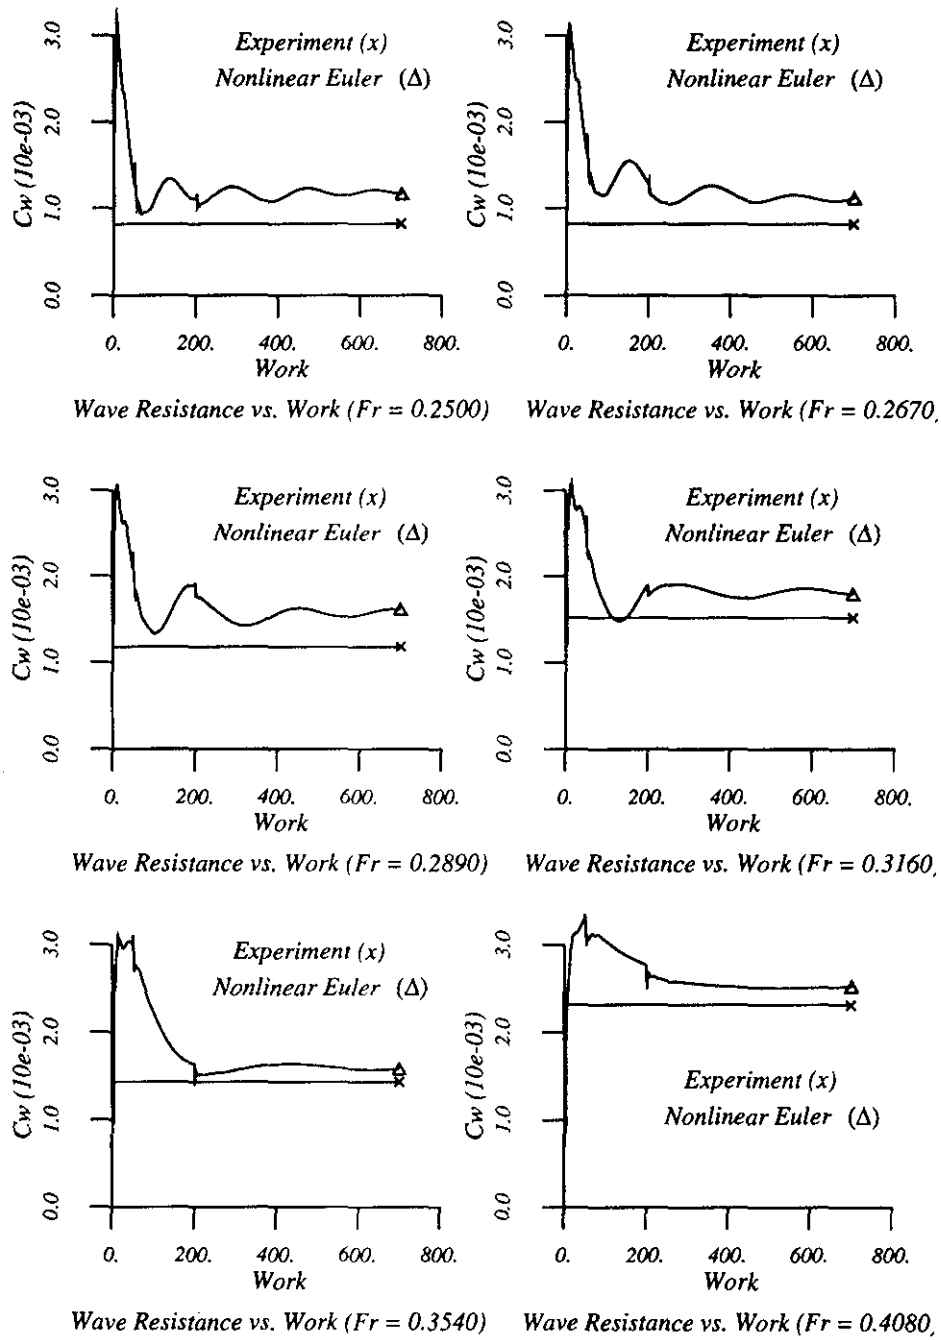 Experiment (x)
Nonlinear Euler (Δ)
Cw (10e-03)
3.0
2.0
1.0
0.0
0. 200. 400. 600. 800.
Work
Wave Resistance vs. Work (Fr = 0.2500)
Experiment (x)
Nonlinear Euler (Δ)
Cw (10e-03)
3.0
2.0
1.0
0.0
0. 200. 400. 600. 800.
Work
Wave Resistance vs. Work (Fr = 0.2670)
Experiment (x)
Nonlinear Euler (Δ)
Cw (10e-03)
3.0
2.0
1.0
0.0
0. 200. 400. 600. 800.
Work
Wave Resistance vs. Work (Fr = 0.2890)
Experiment (x)
Nonlinear Euler (Δ)
Cw (10e-03)
3.0
2.0
1.0
0.0
0. 200. 400. 600. 800.
Work
Wave Resistance vs. Work (Fr = 0.3160)
Experiment (x)
Nonlinear Euler (Δ)
Cw (10e-03)
3.0
2.0
1.0
0.0
0. 200. 400. 600. 800.
Work
Wave Resistance vs. Work (Fr = 0.3540)
Experiment (x)
Nonlinear Euler (Δ)
Cw (10e-03)
3.0
2.0
1.0
0.0
0. 200. 400. 600. 800.
Work
Wave Resistance vs. Work (Fr = 0.4080)